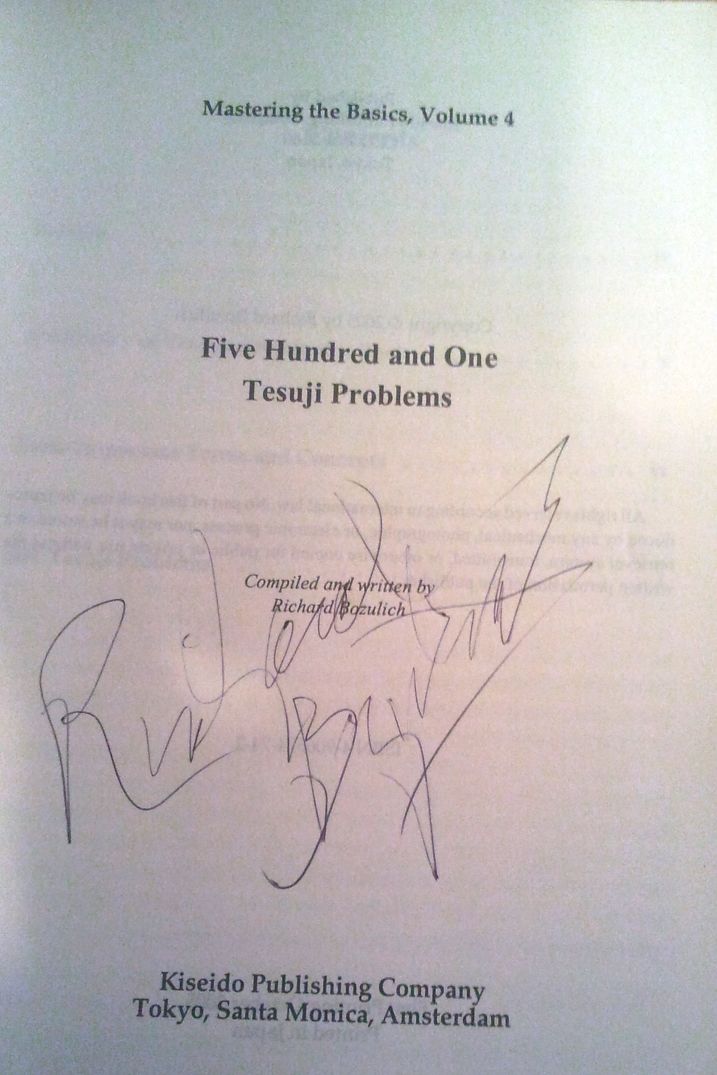 Mastering the Basics, Volume 4
Five Hundred and One
Tesuji Problems
Compiled and written by
Richard Bozulich
Richard
Kiseido Publishing Company
Tokyo, Santa Monica, Amsterdam